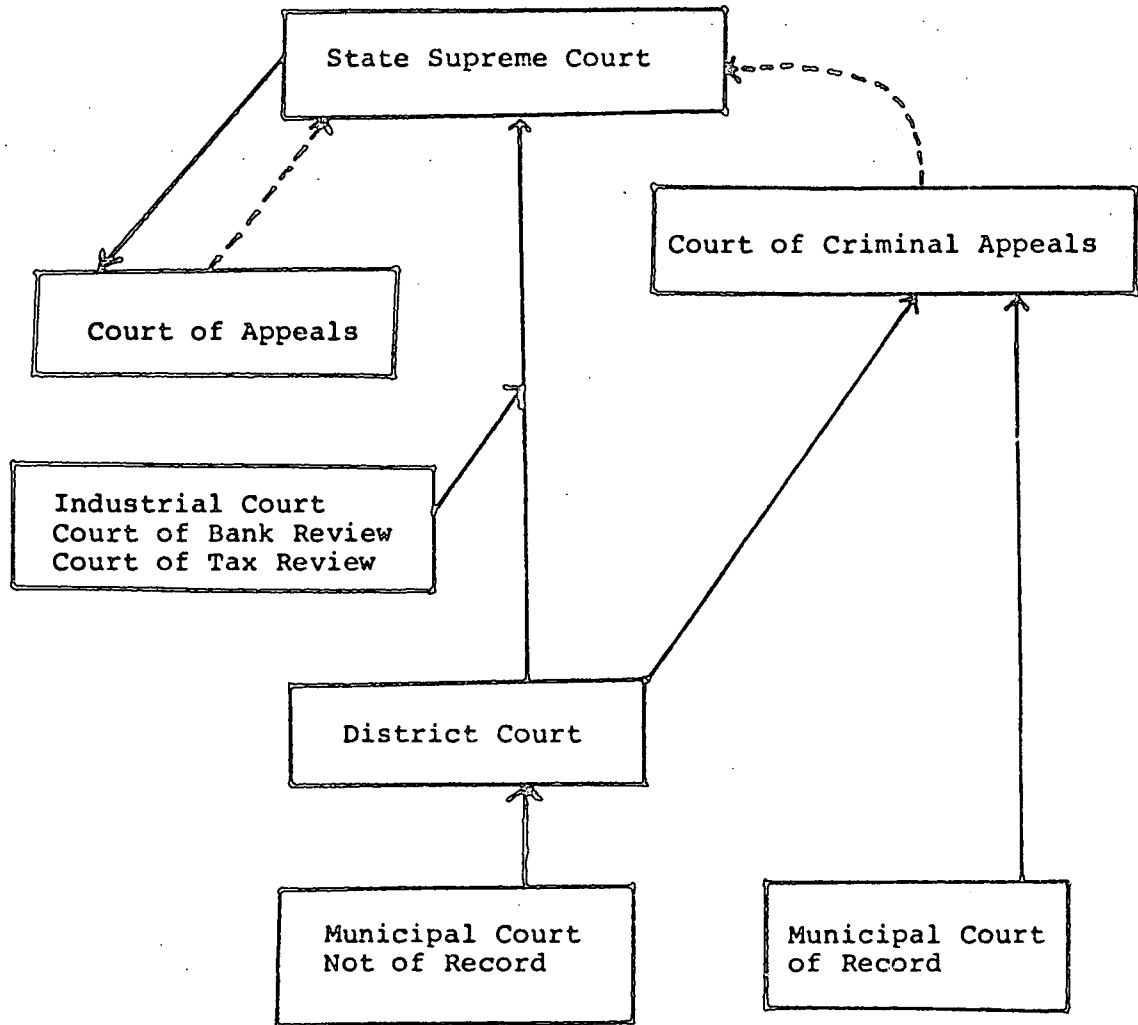 State Supreme Court
Court of Criminal Appeals
Court of Appeals
Industrial Court
Court of Bank Review
Court of Tax Review
District Court
Municipal Court
Not of Record
Municipal Court
of Record